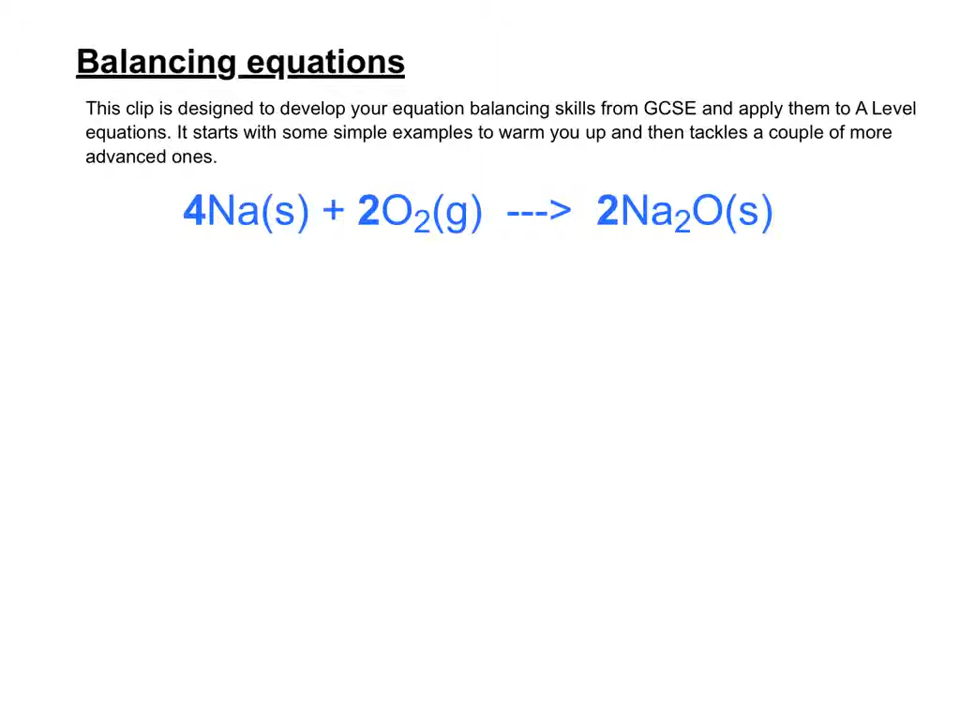 Balancing equations
This clip is designed to develop your equation balancing skills from GCSE and apply them to A Level
equations. It starts with some simple examples to warm you up and then tackles a couple of more
advanced ones.
4Na(s) + 2O₂(g) ---> 2Na₂O(s)